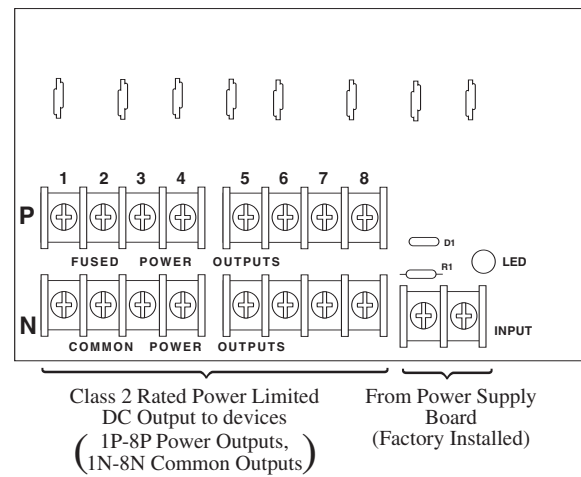 1 2 3 4 5 6 7 8
P
FUSED POWER OUTPUTS
D1
R1
LED
N
COMMON POWER OUTPUTS
INPUT
Class 2 Rated Power Limited
DC Output to devices
(1P-8P Power Outputs,
1N-8N Common Outputs)
From Power Supply
Board
(Factory Installed)